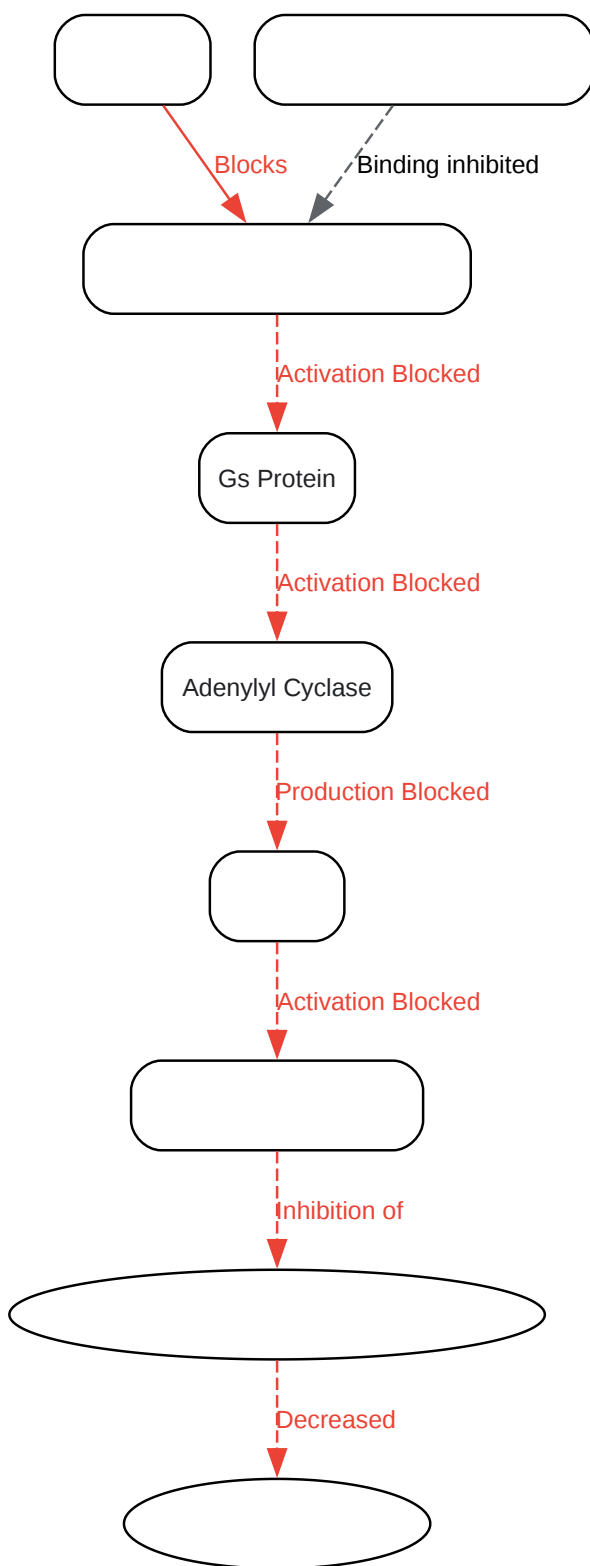 Blocks
Binding inhibited
Activation Blocked
Gs Protein
Activation Blocked
Adenylyl Cyclase
Production Blocked
Activation Blocked
Inhibition of
Decreased